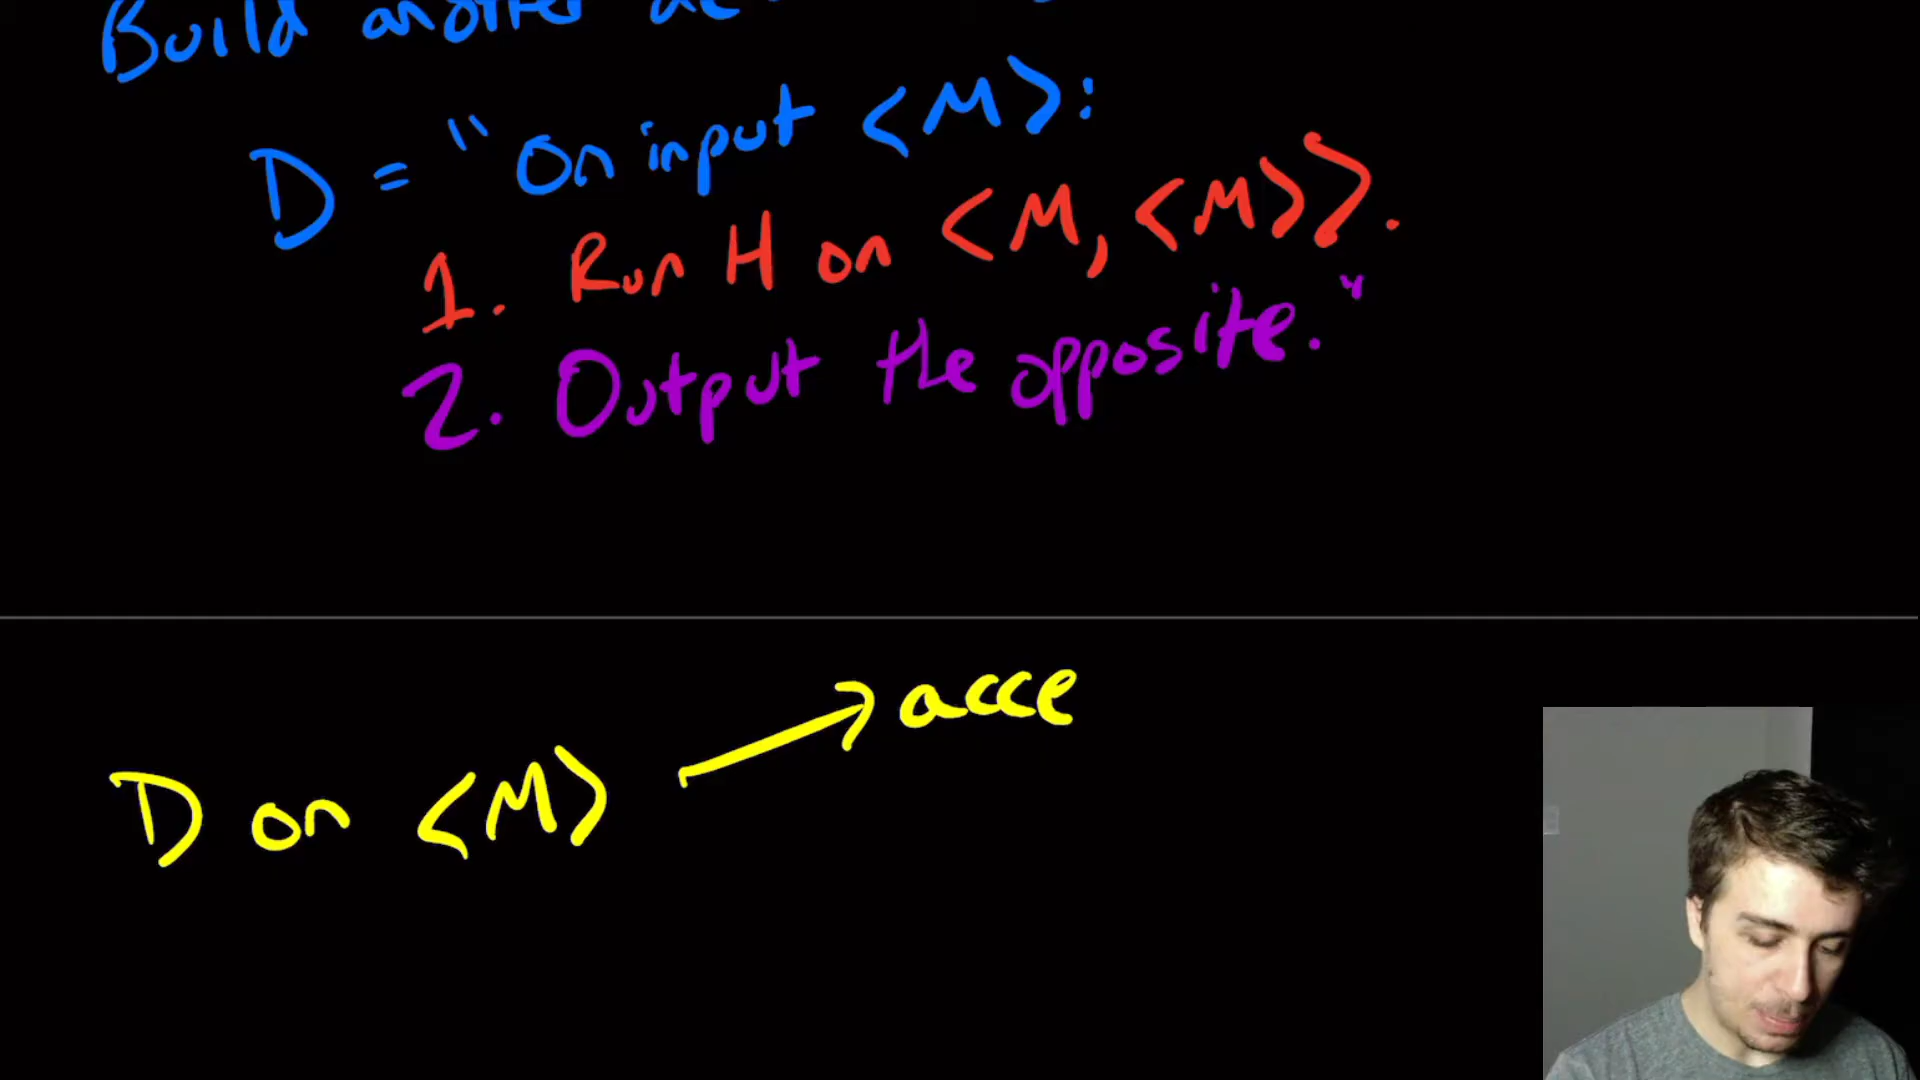 Build another
D = "On input <M>:
1. Run H on <M, <M>>.
2. Output the opposite."
D on <M> → acce